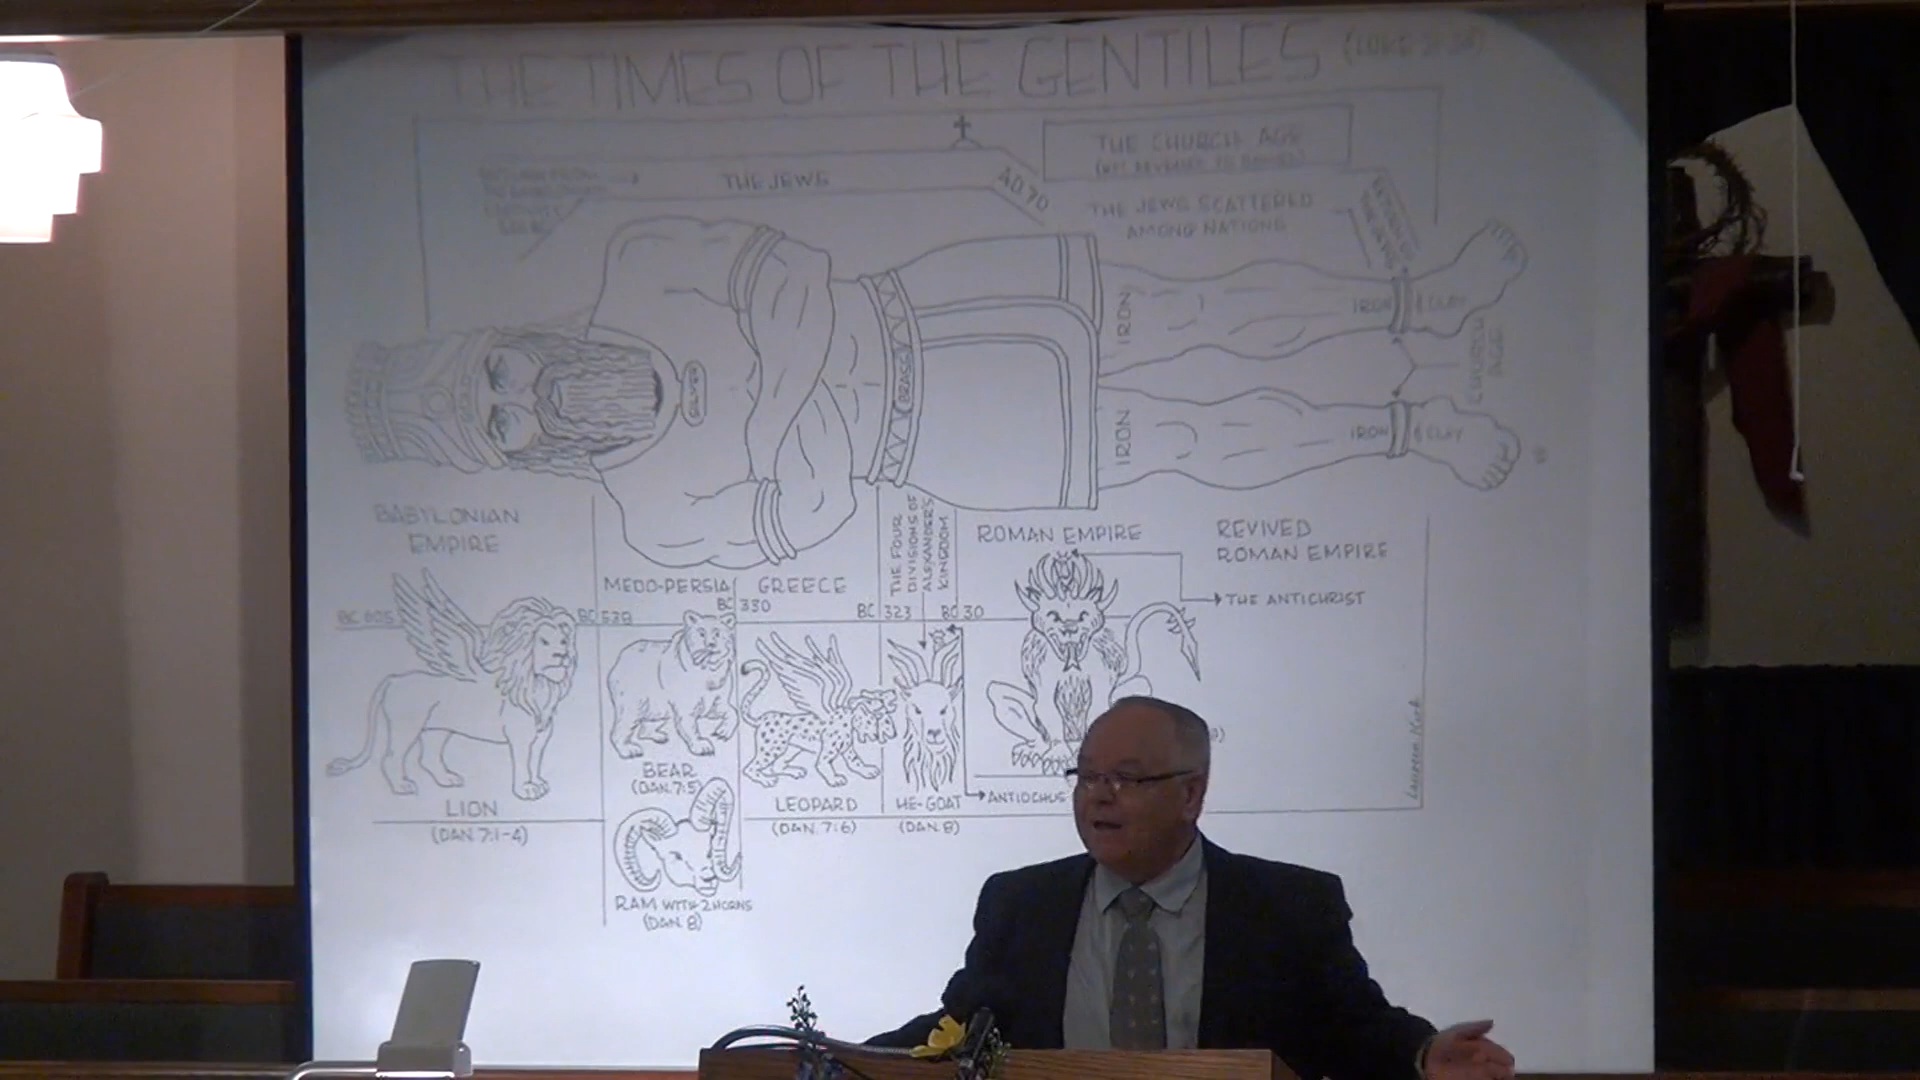 THE TIMES OF THE GENTILES
THE CHURCH AGE
THE JEWS
A.D. 70
THE JEWS SCATTERED
AMONG NATIONS
GOLD
SILVER
BRASS
IRON
IRON
IRON & CLAY
IRON & CLAY
CHURCH
AGE
BABYLONIAN
EMPIRE
MEDO-PERSIA
GREECE
THE FOUR
DIVISIONS OF
ALEXANDER'S
KINGDOM
ROMAN EMPIRE
REVIVED
ROMAN EMPIRE
THE ANTICHRIST
BC 605
BC 539
BC 330
BC 323
BC 30
LION
(DAN. 7:1-4)
BEAR
(DAN. 7:5)
RAM WITH 2 HORNS
(DAN. 8)
LEOPARD
(DAN. 7:6)
HE-GOAT
(DAN. 8)
ANTIOCHUS